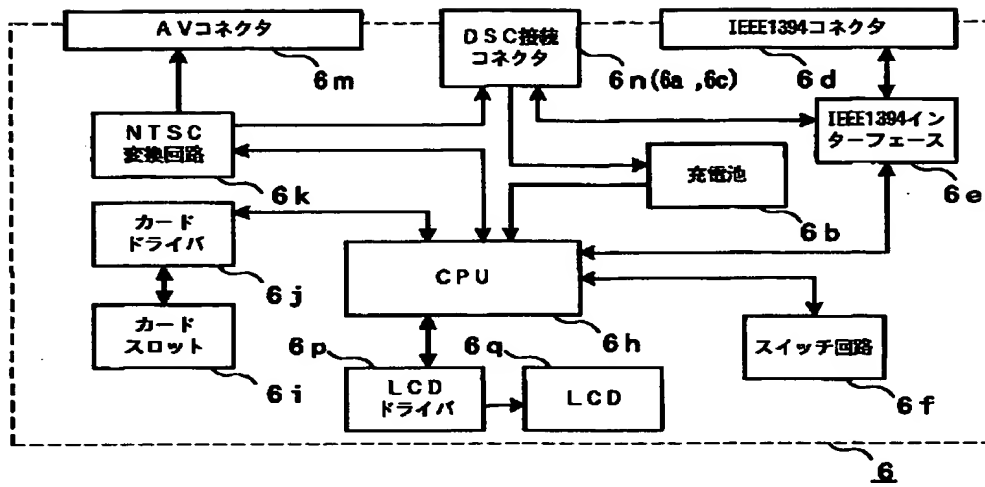 AVコネクタ
6m
DSC接続
コネクタ
6n(6a,6c)
IEEE1394コネクタ
6d
NTSC
変換回路
6k
IEEE1394イン
ターフェース
6e
充電池
6b
カード
ドライバ
6j
CPU
6h
カード
スロット
6i
スイッチ回路
6f
6p
LCD
ドライバ
6q
LCD
6